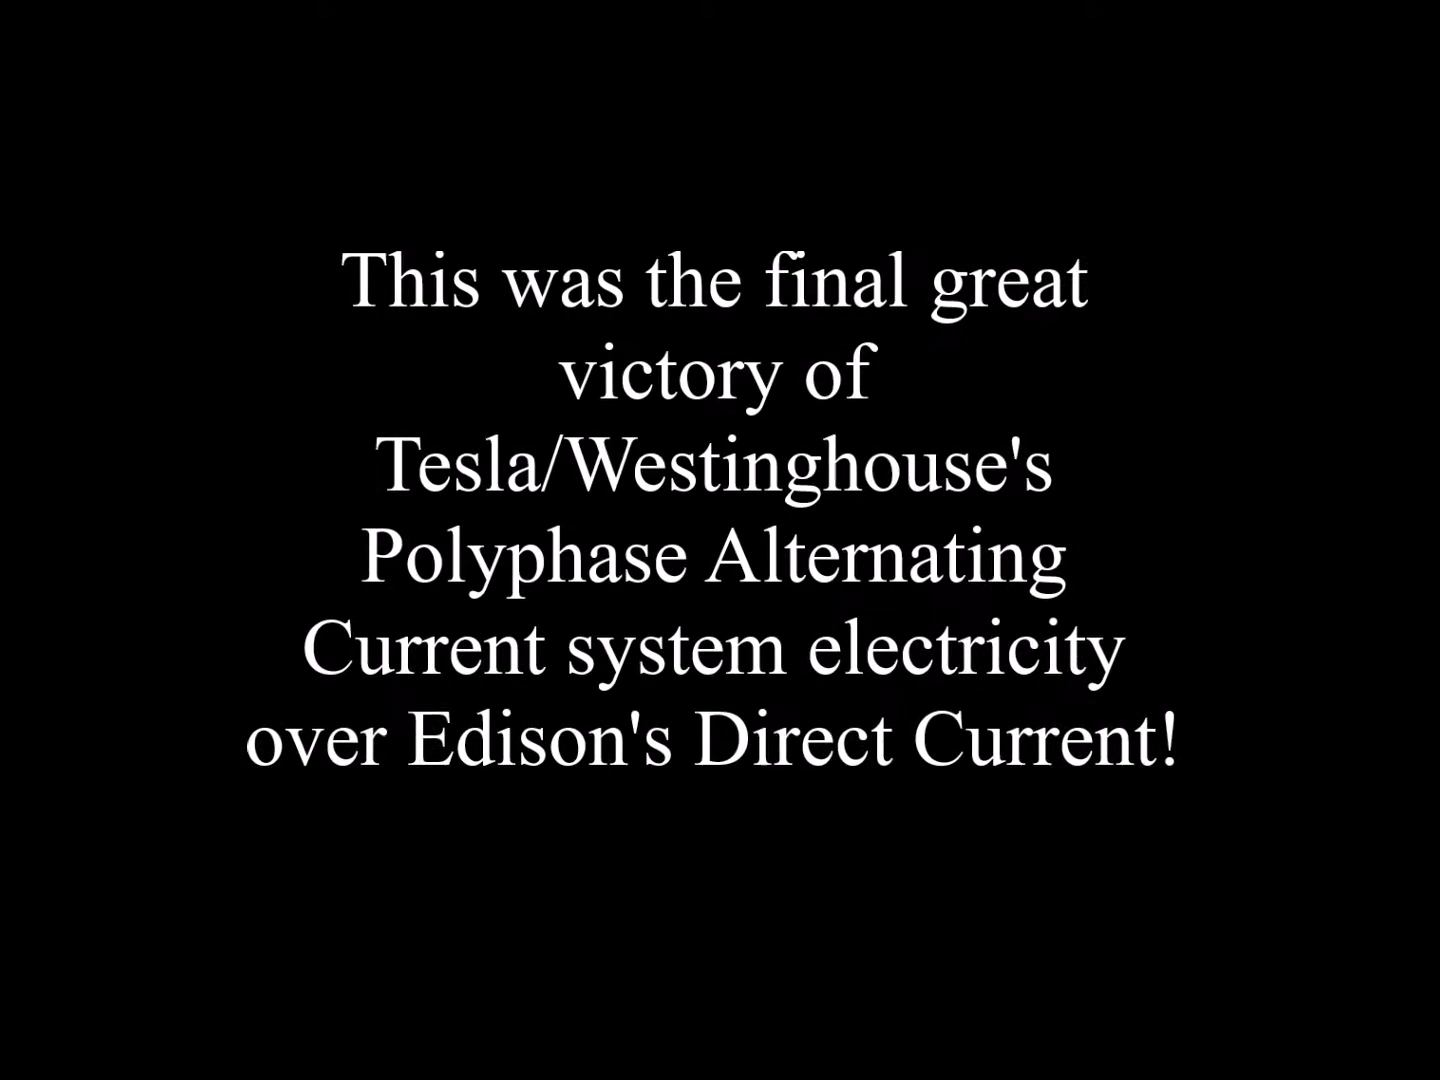 This was the final great
victory of
Tesla/Westinghouse's
Polyphase Alternating
Current system electricity
over Edison's Direct Current!